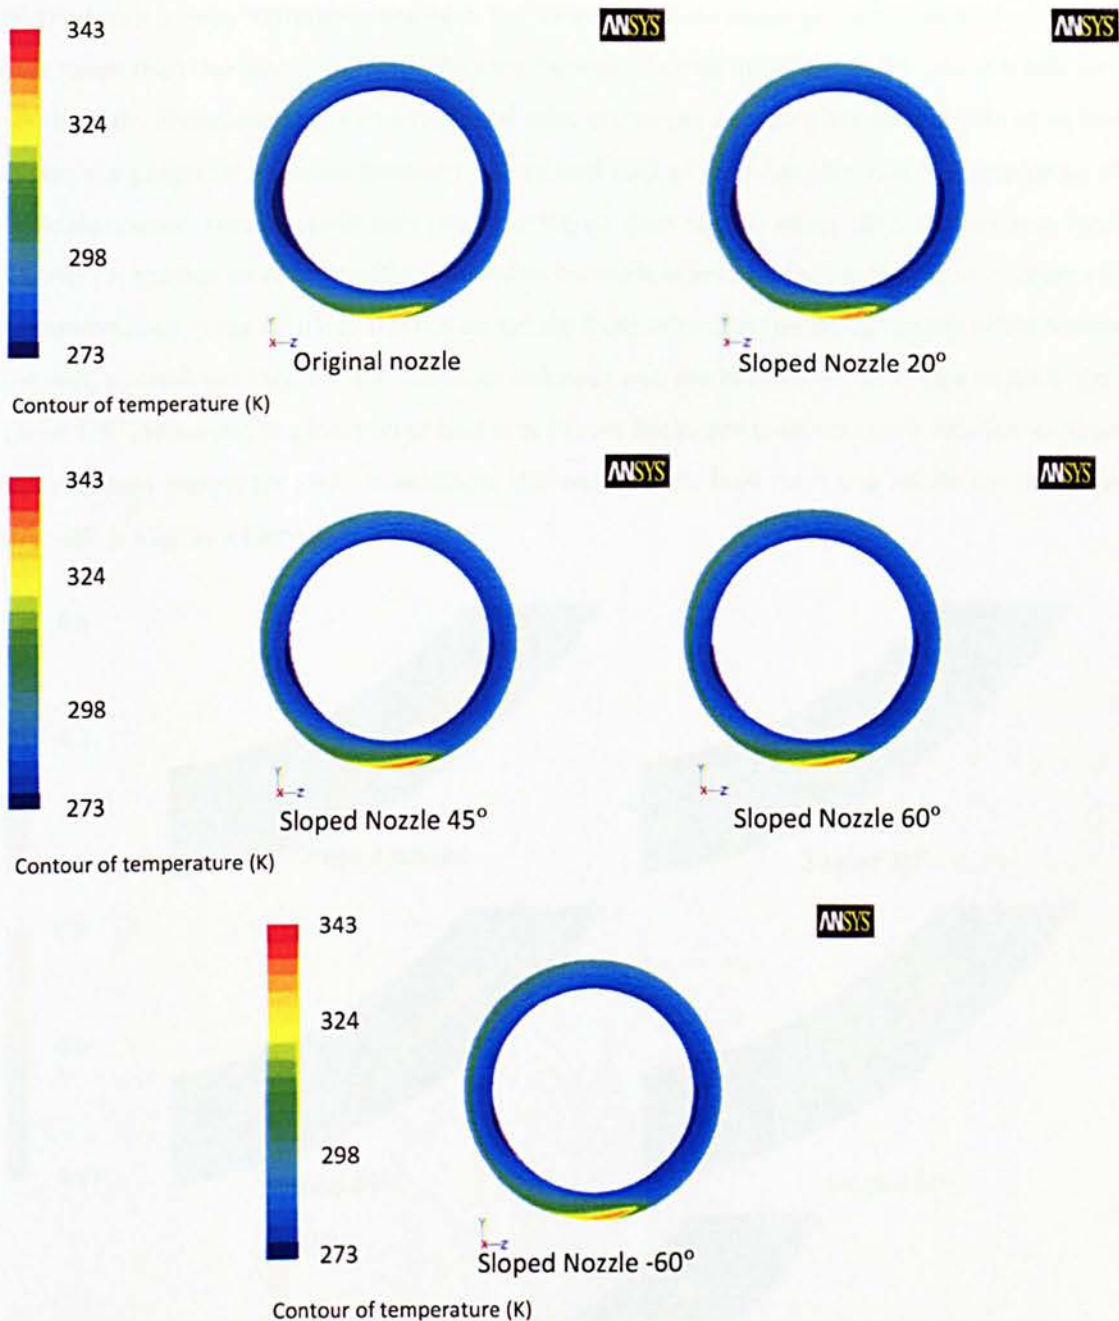 343
ANSYS
ANSYS
324
298
273
Y
X Z
Original nozzle
Y
X Z
Sloped Nozzle 20°
Contour of temperature (K)
343
ANSYS
ANSYS
324
298
273
Y
X Z
Sloped Nozzle 45°
Y
X Z
Sloped Nozzle 60°
Contour of temperature (K)
343
ANSYS
324
298
273
Y
X Z
Sloped Nozzle -60°
Contour of temperature (K)